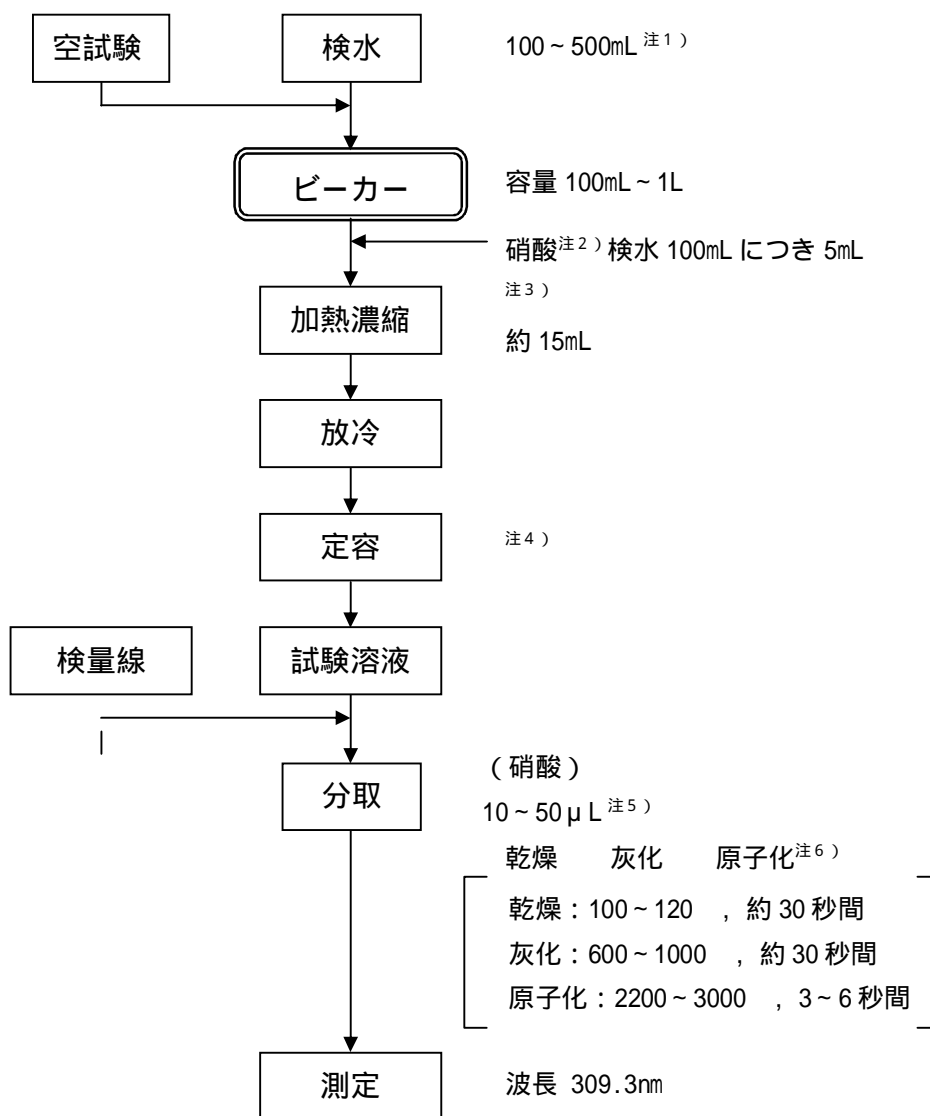 空試験 検水 100~500mL 注1)
ビーカー 容量 100mL~1L
硝酸注2)検水 100mL につき 5mL
注3)
加熱濃縮
約 15mL
放冷
定容 注4)
検量線 試験溶液
(硝酸)
分取
10~50μL 注5)
乾燥 灰化 原子化注6)
乾燥:100~120 ,約 30 秒間
灰化:600~1000 ,約 30 秒間
原子化:2200~3000 ,3~6 秒間
測定 波長 309.3nm